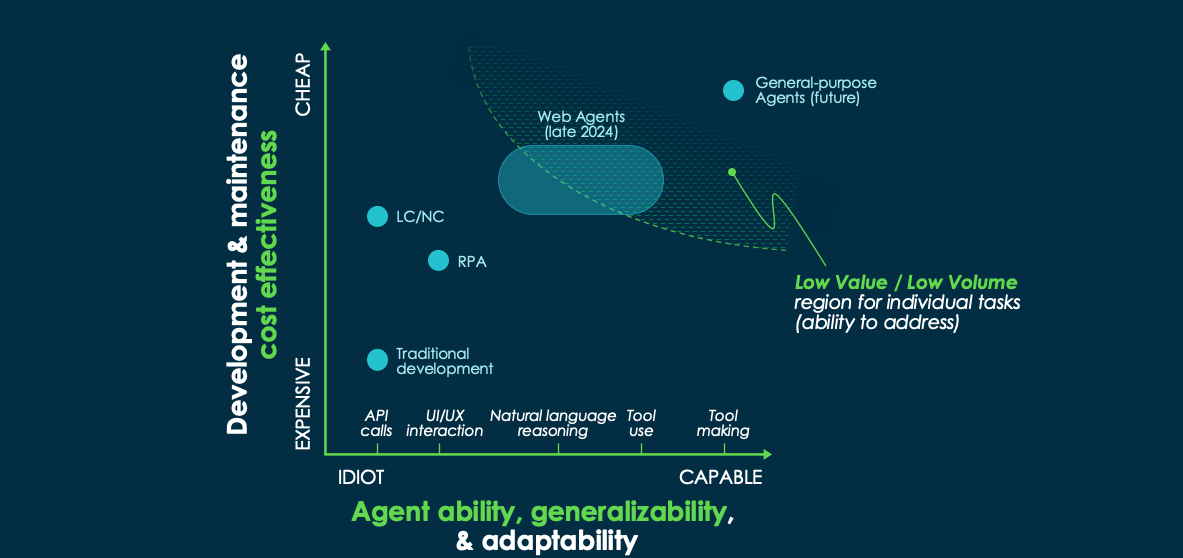 Development & maintenance
cost effectiveness
CHEAP
EXPENSIVE
General-purpose
Agents (future)
Web Agents
(late 2024)
LC/NC
RPA
Low Value / Low Volume
region for individual tasks
(ability to address)
Traditional
development
API
calls
UI/UX
interaction
Natural language
reasoning
Tool
use
Tool
making
IDIOT
CAPABLE
Agent ability, generalizability,
& adaptability